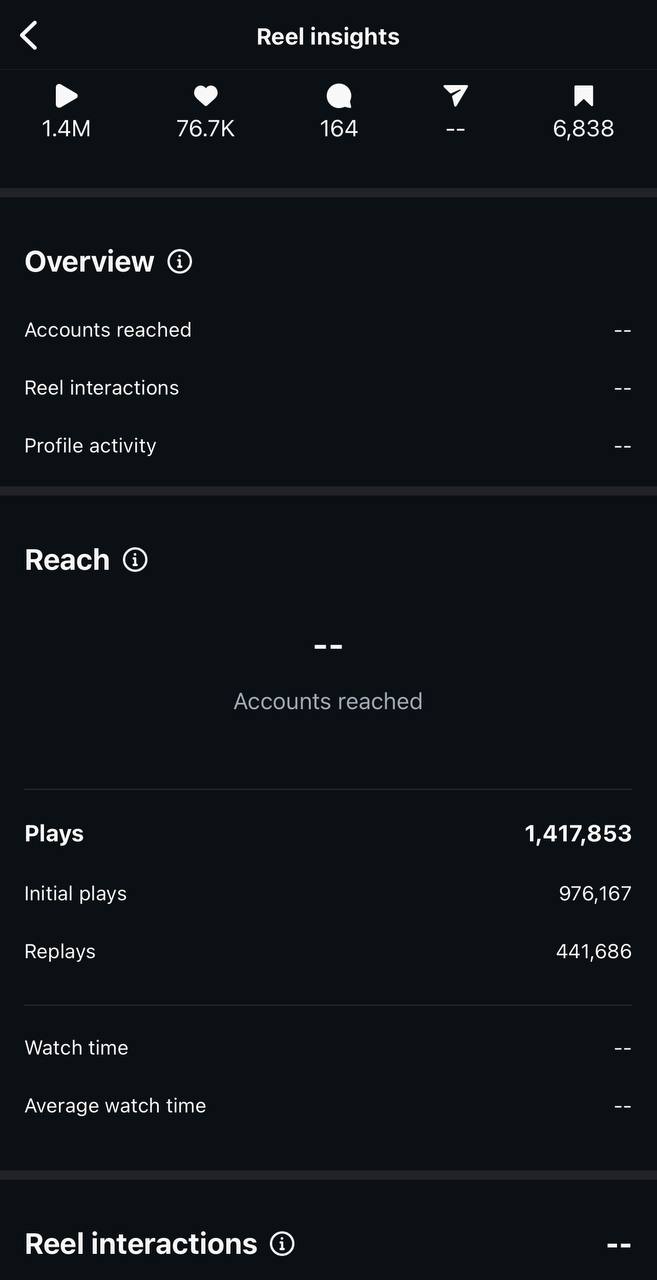 Reel insights
1.4M 76.7K 164 -- 6,838
Overview
Accounts reached --
Reel interactions --
Profile activity --
Reach
--
Accounts reached
Plays 1,417,853
Initial plays 976,167
Replays 441,686
Watch time --
Average watch time --
Reel interactions --